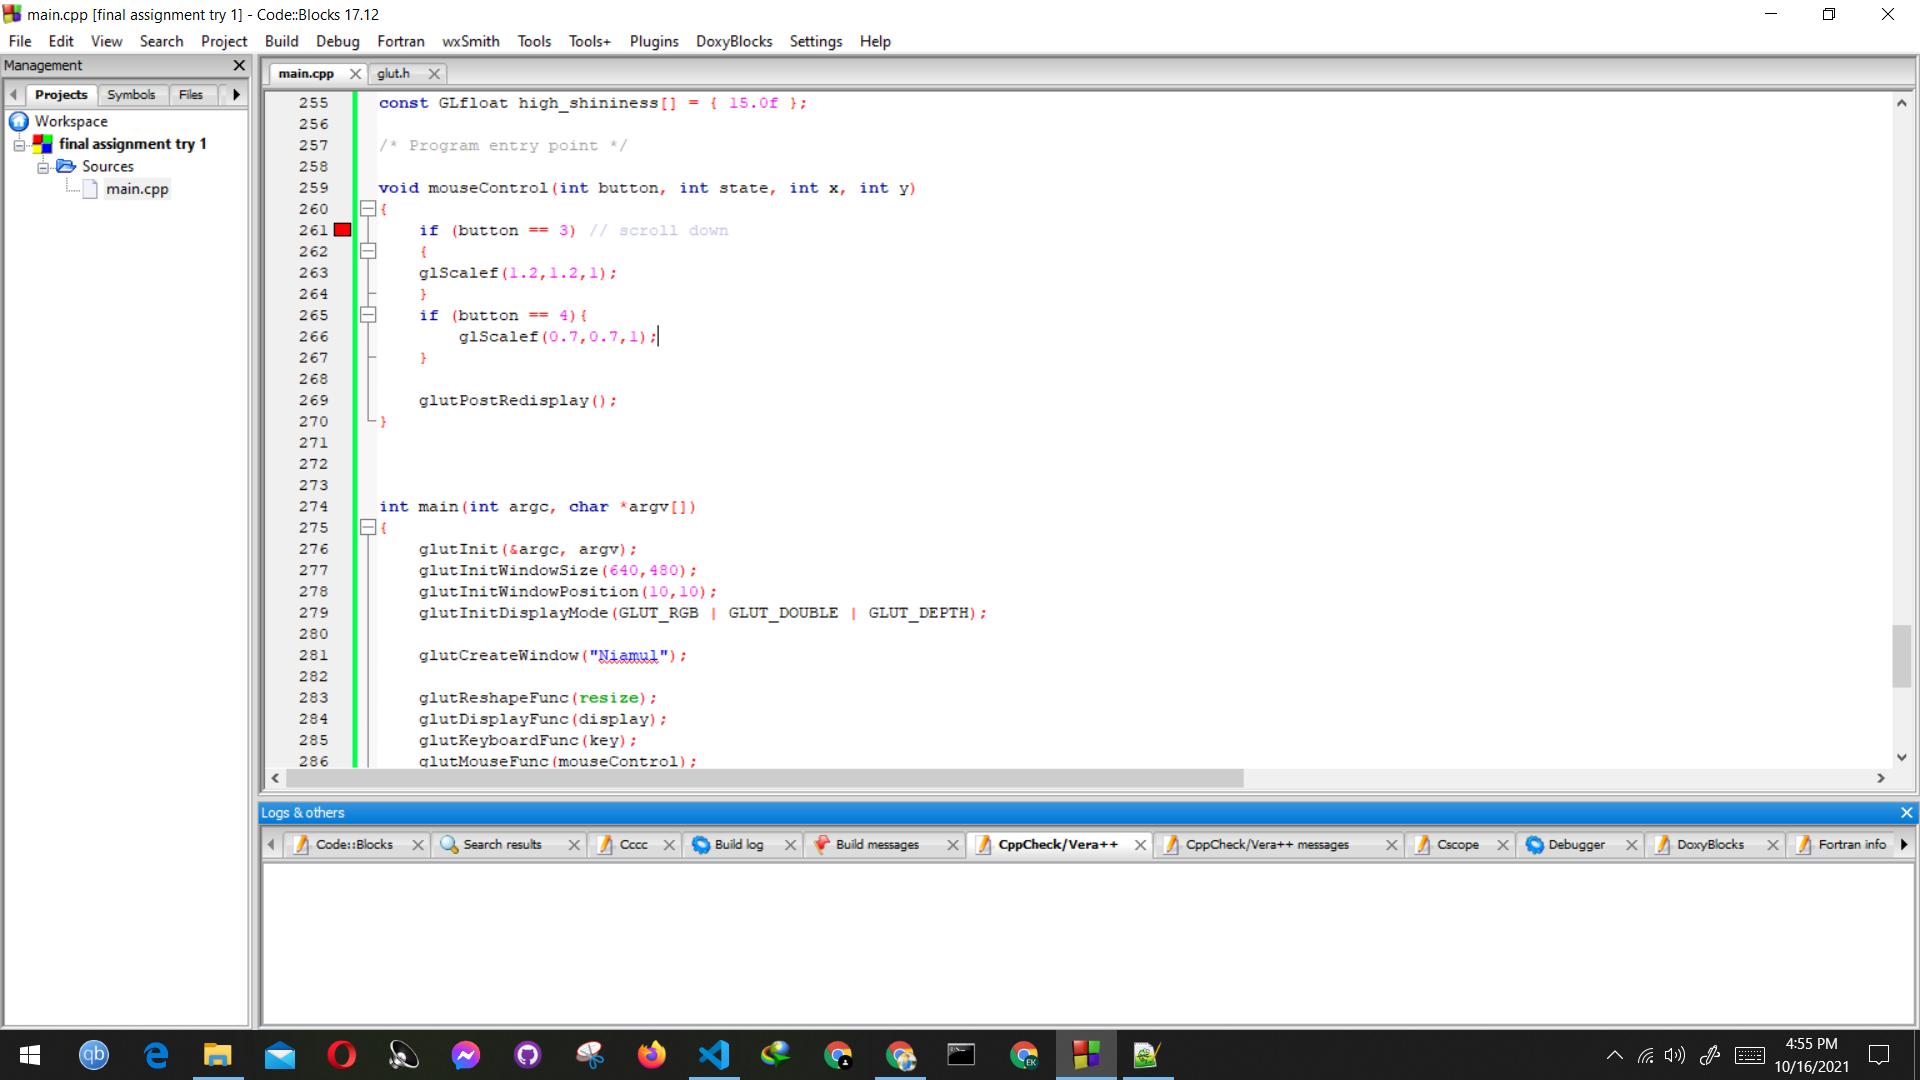 main.cpp [final assignment try 1] - Code::Blocks 17.12
File Edit View Search Project Build Debug Fortran wxSmith Tools Tools+ Plugins DoxyBlocks Settings Help
Management
Projects Symbols Files
Workspace
final assignment try 1
Sources
main.cpp
main.cpp glut.h
255 const GLfloat high_shininess[] = { 15.0f };
256
257 /* Program entry point */
258
259 void mouseControl(int button, int state, int x, int y)
260 {
261 if (button == 3) // scroll down
262 {
263 glScalef(1.2,1.2,1);
264 }
265 if (button == 4){
266 glScalef(0.7,0.7,1);
267 }
268
269 glutPostRedisplay();
270 }
271
272
273
274 int main(int argc, char *argv[])
275 {
276 glutInit(&argc, argv);
277 glutInitWindowSize(640,480);
278 glutInitWindowPosition(10,10);
279 glutInitDisplayMode(GLUT_RGB | GLUT_DOUBLE | GLUT_DEPTH);
280
281 glutCreateWindow("Niamul");
282
283 glutReshapeFunc(resize);
284 glutDisplayFunc(display);
285 glutKeyboardFunc(key);
286 glutMouseFunc(mouseControl);
Logs & others
Code::Blocks Search results Cccc Build log Build messages CppCheck/Vera++ CppCheck/Vera++ messages Cscope Debugger DoxyBlocks Fortran info
qb
EK
4:55 PM
10/16/2021